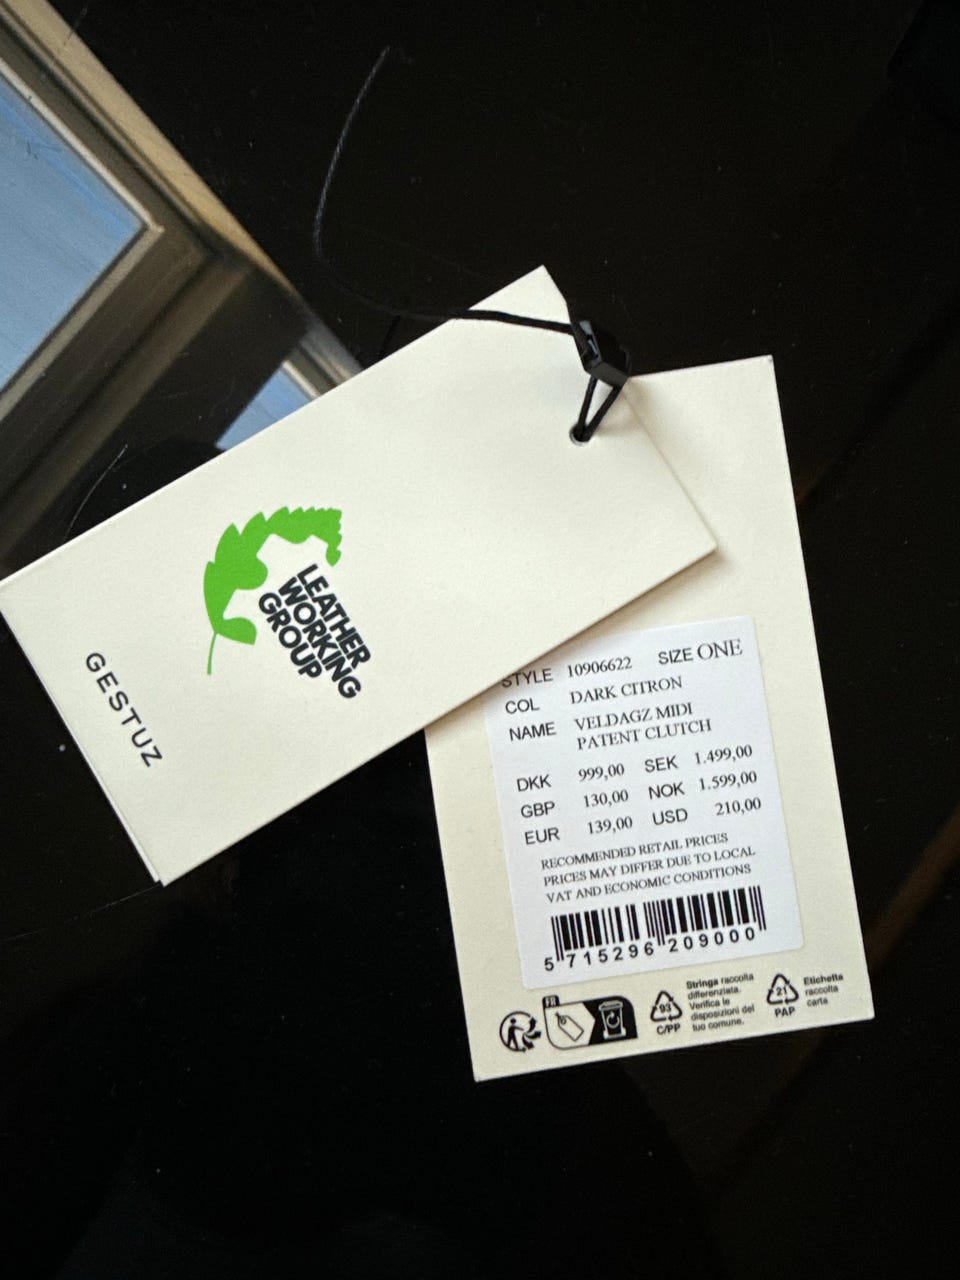 LEATHER
WORKING
GROUP
GESTUZ
STYLE 10906622 SIZE ONE
COL DARK CITRON
NAME VELDAGZ MIDI
PATENT CLUTCH
DKK 999,00 SEK 1.499,00
GBP 130,00 NOK 1.599,00
EUR 139,00 USD 210,00
RECOMMENDED RETAIL PRICES
PRICES MAY DIFFER DUE TO LOCAL
VAT AND ECONOMIC CONDITIONS
5 715296 209000
FR
93
C/PP
Stringa raccolta
differenziata.
Verifica le
disposizioni del
tuo comune.
21
PAP
Etichetta
raccolta
carta